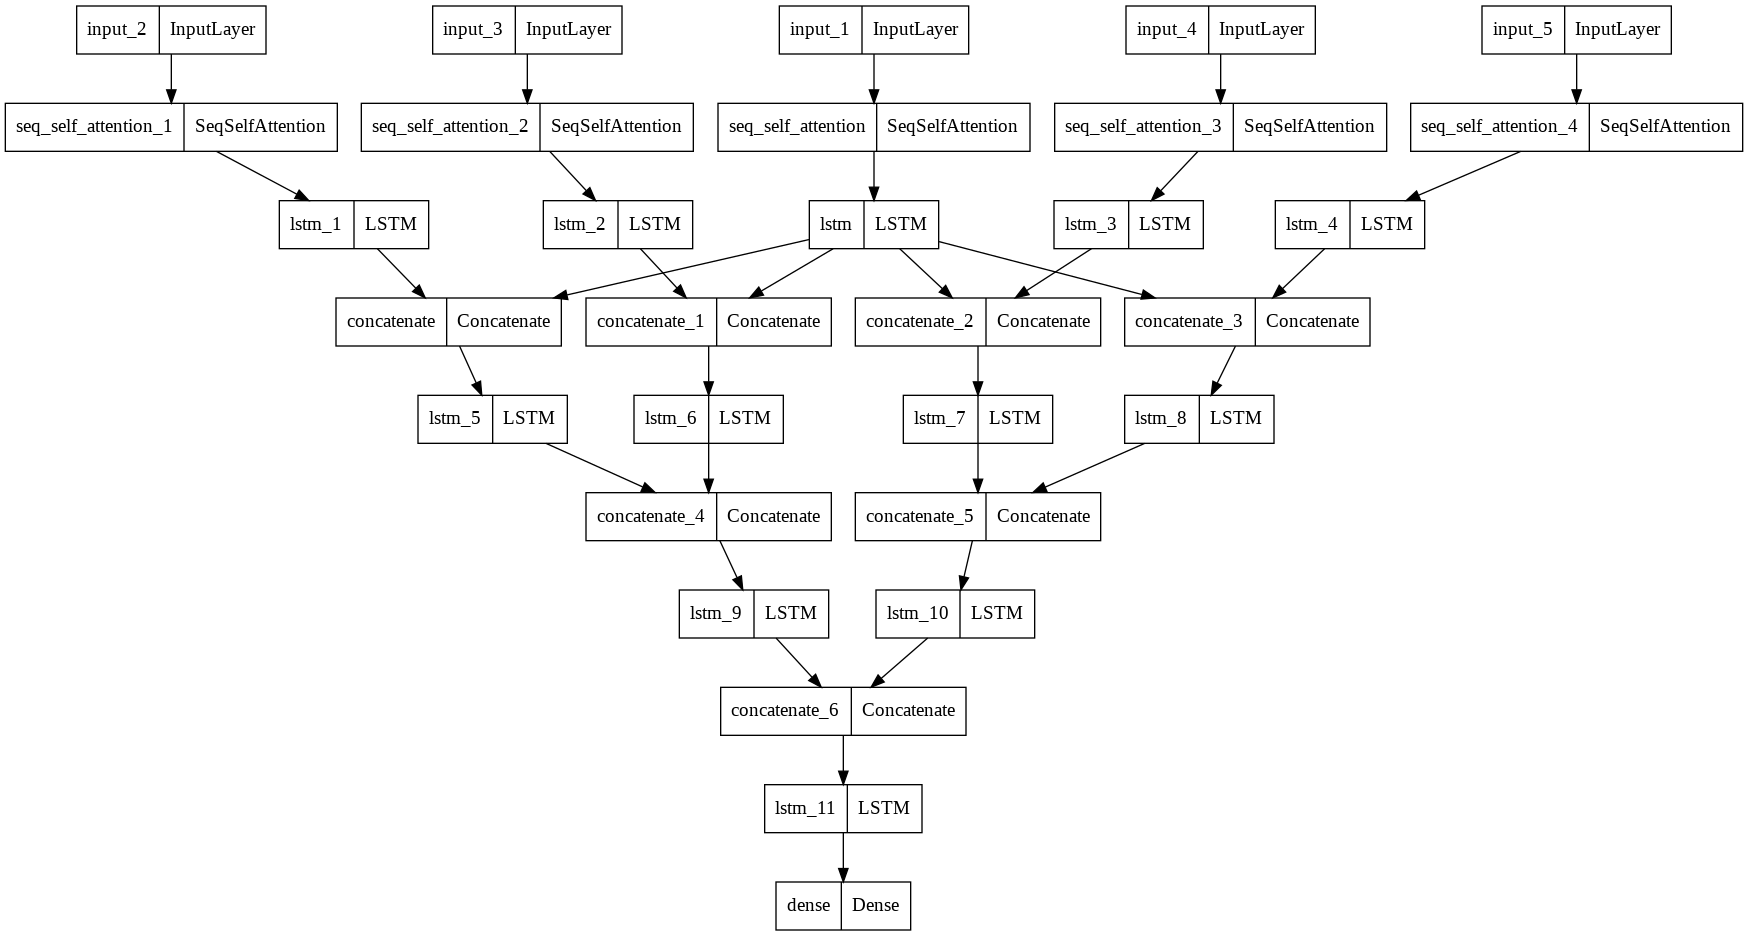 input_2 InputLayer input_3 InputLayer input_1 InputLayer input_4 InputLayer input_5 InputLayer
seq_self_attention_1 SeqSelfAttention seq_self_attention_2 SeqSelfAttention seq_self_attention SeqSelfAttention seq_self_attention_3 SeqSelfAttention seq_self_attention_4 SeqSelfAttention
lstm_1 LSTM lstm_2 LSTM lstm LSTM lstm_3 LSTM lstm_4 LSTM
concatenate Concatenate concatenate_1 Concatenate concatenate_2 Concatenate concatenate_3 Concatenate
lstm_5 LSTM lstm_6 LSTM lstm_7 LSTM lstm_8 LSTM
concatenate_4 Concatenate concatenate_5 Concatenate
lstm_9 LSTM lstm_10 LSTM
concatenate_6 Concatenate
lstm_11 LSTM
dense Dense